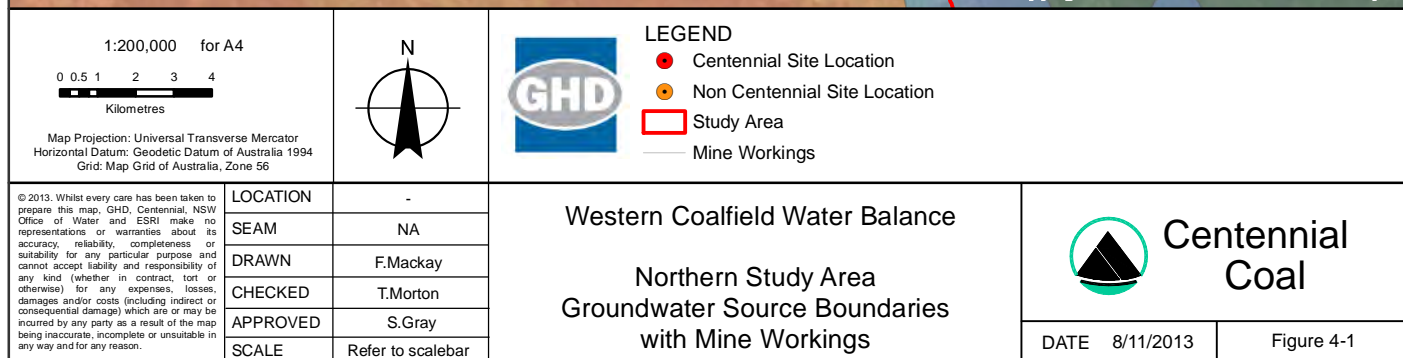 1:200,000 for A4
0 0.5 1 2 3 4
Kilometres
Map Projection: Universal Transverse Mercator
Horizontal Datum: Geodetic Datum of Australia 1994
Grid: Map Grid of Australia, Zone 56
N
GHD
LEGEND
Centennial Site Location
Non Centennial Site Location
Study Area
Mine Workings
© 2013. Whilst every care has been taken to
prepare this map, GHD, Centennial, NSW
Office of Water and ESRI make no
representations or warranties about its
accuracy, reliability, completeness or
suitability for any particular purpose and
cannot accept liability and responsibility of
any kind (whether in contract, tort or
otherwise) for any expenses, losses,
damages and/or costs (including indirect or
consequential damage) which are or may be
incurred by any party as a result of the map
being inaccurate, incomplete or unsuitable in
any way and for any reason.
LOCATION -
SEAM NA
DRAWN F.Mackay
CHECKED T.Morton
APPROVED S.Gray
SCALE Refer to scalebar
Western Coalfield Water Balance
Northern Study Area
Groundwater Source Boundaries
with Mine Workings
Centennial
Coal
DATE 8/11/2013
Figure 4-1